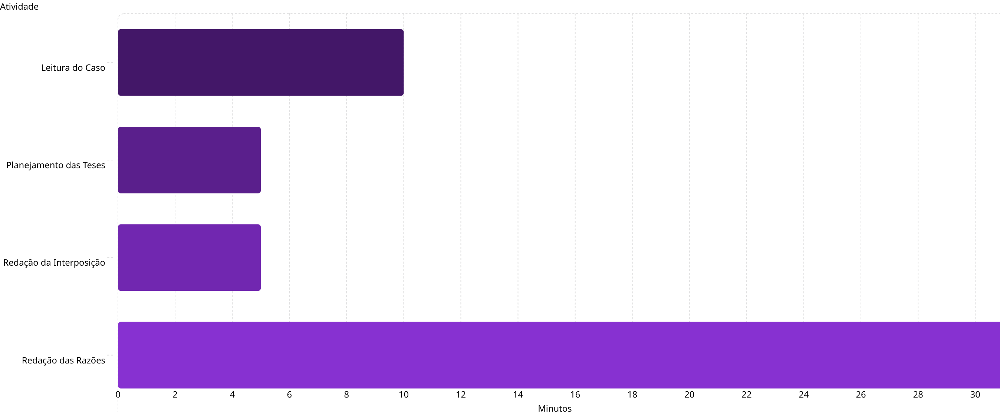 Atividade
Leitura do Caso
Planejamento das Teses
Redação da Interposição
Redação das Razões
0 2 4 6 8 10 12 14 16 18 20 22 24 26 28 30
Minutos